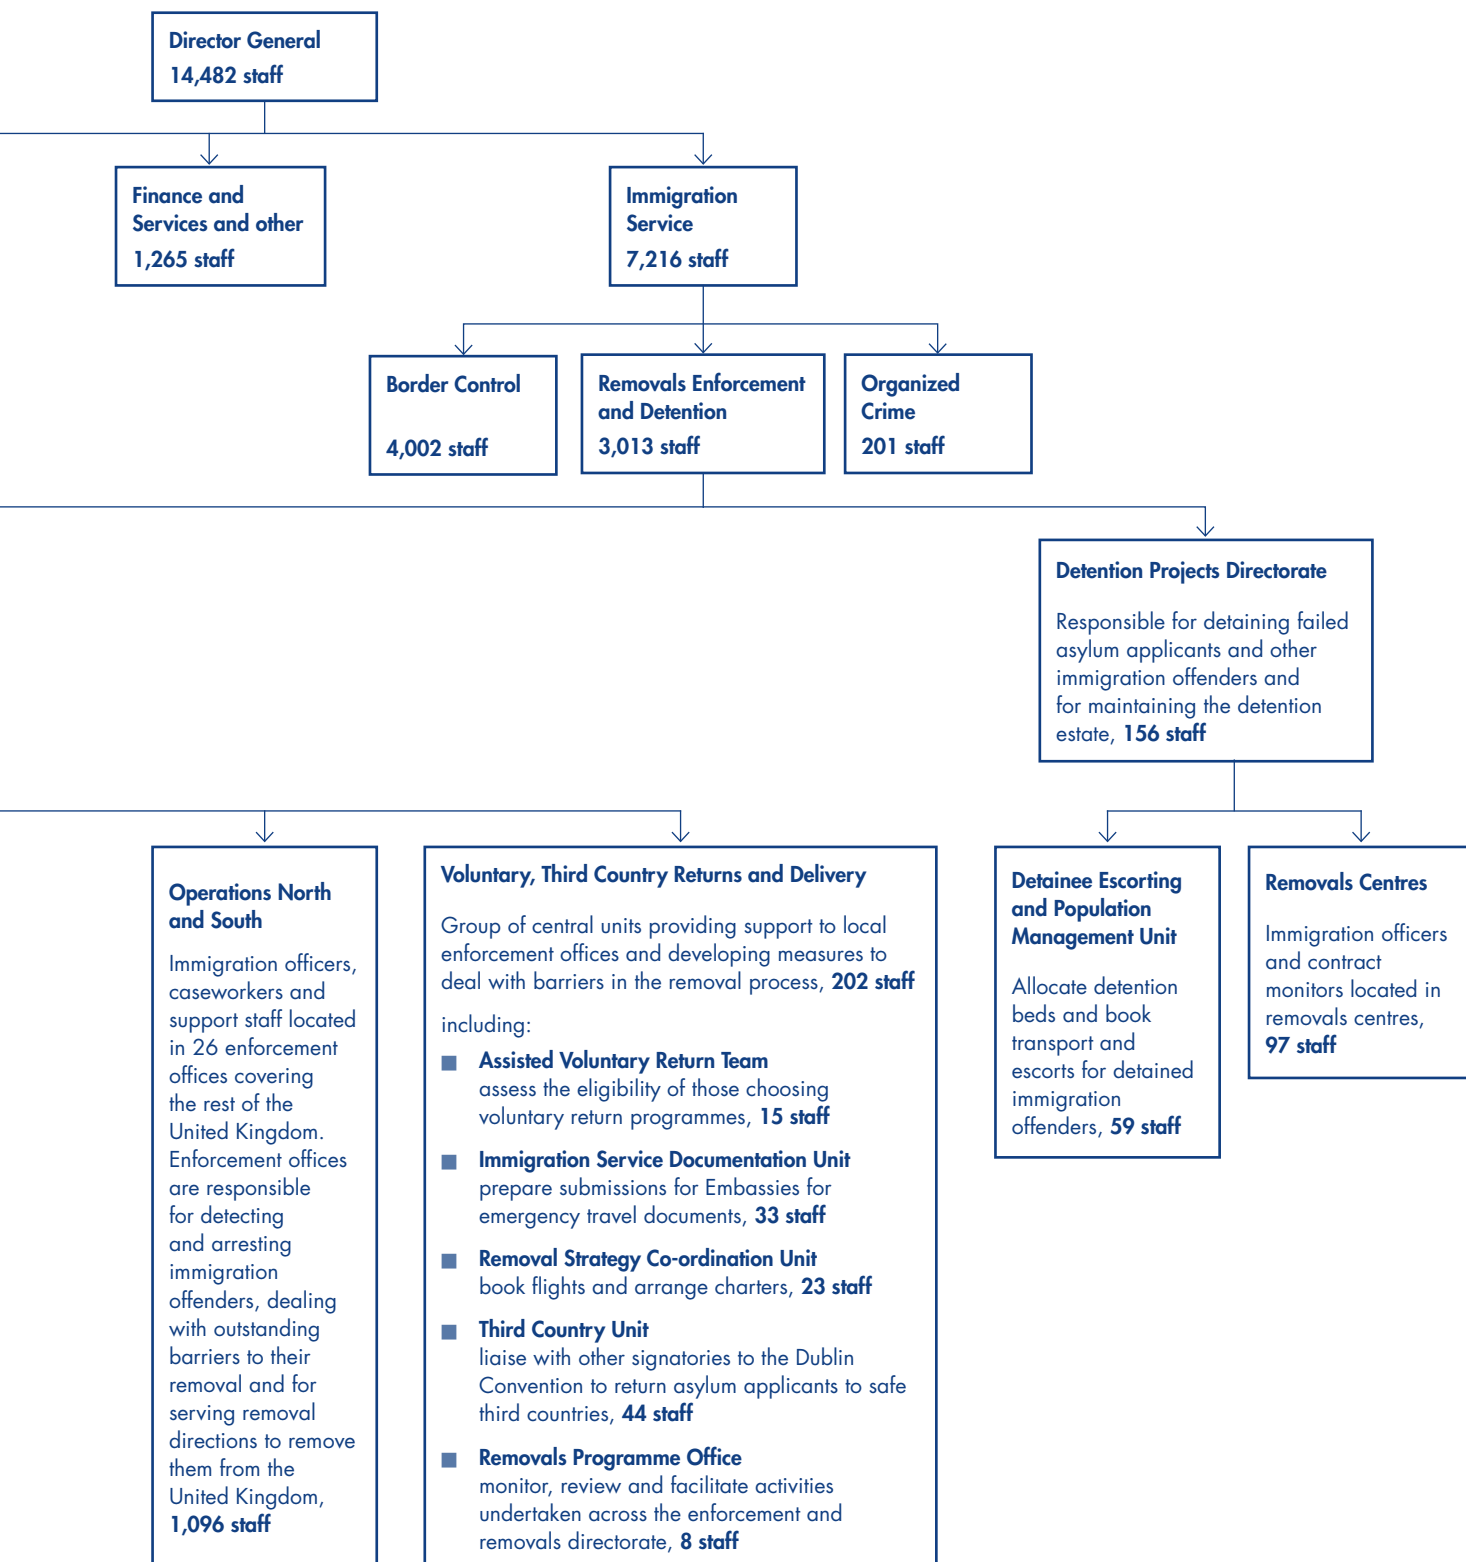 Director General
14,482 staff
Finance and
Services and other
1,265 staff
Immigration
Service
7,216 staff
Border Control
4,002 staff
Removals Enforcement
and Detention
3,013 staff
Organized
Crime
201 staff
Detention Projects Directorate
Responsible for detaining failed
asylum applicants and other
immigration offenders and
for maintaining the detention
estate, 156 staff
Operations North
and South
Immigration officers,
caseworkers and
support staff located
in 26 enforcement
offices covering
the rest of the
United Kingdom.
Enforcement offices
are responsible
for detecting
and arresting
immigration
offenders, dealing
with outstanding
barriers to their
removal and for
serving removal
directions to remove
them from the
United Kingdom,
1,096 staff
Voluntary, Third Country Returns and Delivery
Group of central units providing support to local
enforcement offices and developing measures to
deal with barriers in the removal process, 202 staff
including:
■ Assisted Voluntary Return Team
assess the eligibility of those choosing
voluntary return programmes, 15 staff
■ Immigration Service Documentation Unit
prepare submissions for Embassies for
emergency travel documents, 33 staff
■ Removal Strategy Co-ordination Unit
book flights and arrange charters, 23 staff
■ Third Country Unit
liaise with other signatories to the Dublin
Convention to return asylum applicants to safe
third countries, 44 staff
■ Removals Programme Office
monitor, review and facilitate activities
undertaken across the enforcement and
removals directorate, 8 staff
Detainee Escorting
and Population
Management Unit
Allocate detention
beds and book
transport and
escorts for detained
immigration
offenders, 59 staff
Removals Centres
Immigration officers
and contract
monitors located in
removals centres,
97 staff